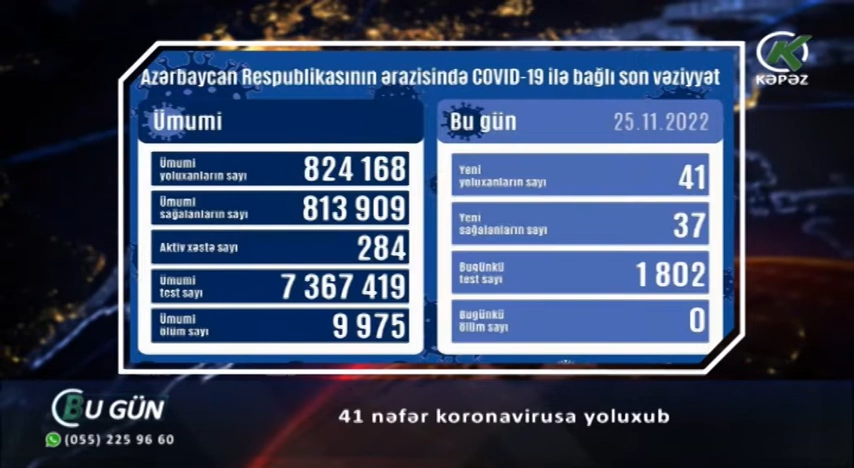 Azərbaycan Respublikasının ərazisində COVID-19 ilə bağlı son vəziyyət
KƏPƏZ
Ümumi
Ümumi
yoluxanların sayı
824 168
Ümumi
sağalanların sayı
813 909
Aktiv xəstə sayı
284
Ümumi
test sayı
7 367 419
Ümumi
ölüm sayı
9 975
Bu gün
25.11.2022
Yeni
yoluxanların sayı
41
Yeni
sağalanların sayı
37
Bugünkü
test sayı
1 802
Bugünkü
ölüm sayı
0
BU GÜN
(055) 225 96 60
41 nəfər koronavirusa yoluxub